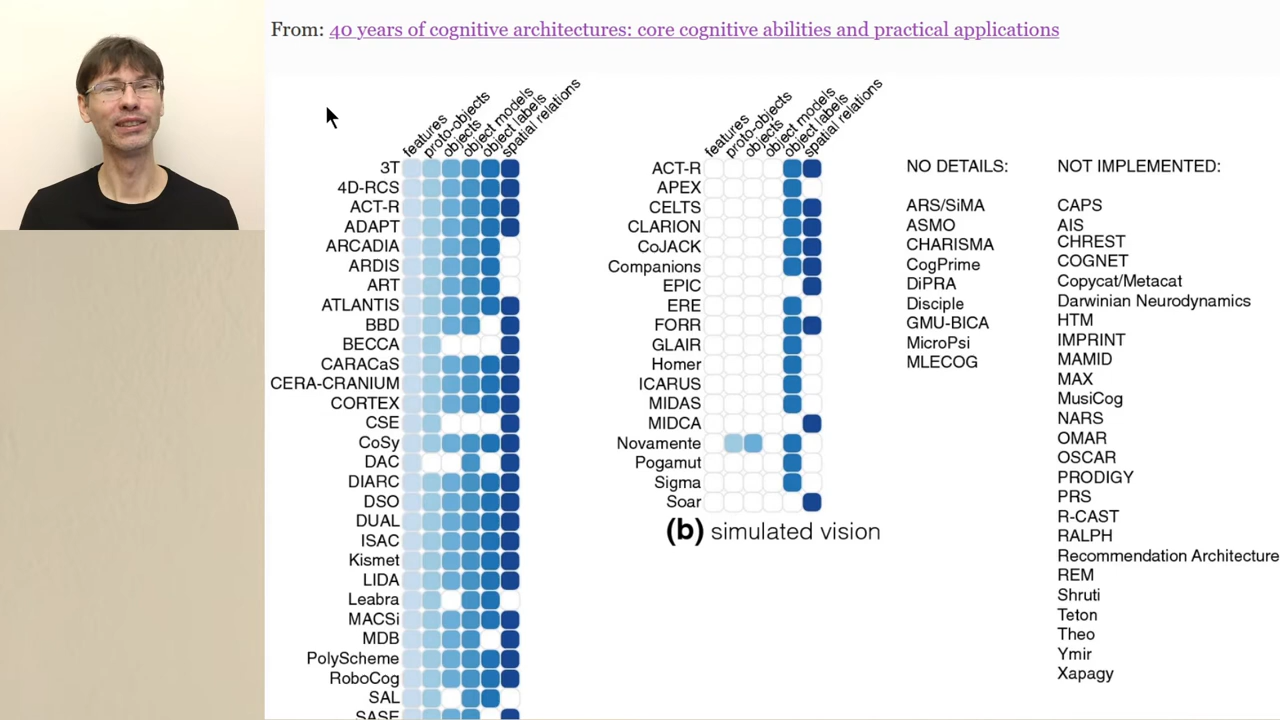 From: 40 years of cognitive architectures: core cognitive abilities and practical applications
features
proto-objects
objects
object models
object labels
spatial relations
3T
4D-RCS
ACT-R
ADAPT
ARCADIA
ARDIS
ART
ATLANTIS
BBD
BECCA
CARACaS
CERA-CRANIUM
CORTEX
CSE
CoSy
DAC
DIARC
DSO
DUAL
ISAC
Kismet
LIDA
Leabra
MACSi
MDB
PolyScheme
RoboCog
SAL
SASE
features
proto-objects
objects
object models
object labels
spatial relations
ACT-R
APEX
CELTS
CLARION
CoJACK
Companions
EPIC
ERE
FORR
GLAIR
Homer
ICARUS
MIDAS
MIDCA
Novamente
Pogamut
Sigma
Soar
(b) simulated vision
NO DETAILS:
ARS/SiMA
ASMO
CHARISMA
CogPrime
DiPRA
Disciple
GMU-BICA
MicroPsi
MLECOG
NOT IMPLEMENTED:
CAPS
AIS
CHREST
COGNET
Copycat/Metacat
Darwinian Neurodynamics
HTM
IMPRINT
MAMID
MAX
MusiCog
NARS
OMAR
OSCAR
PRODIGY
PRS
R-CAST
RALPH
Recommendation Architecture
REM
Shruti
Teton
Theo
Ymir
Xapagy